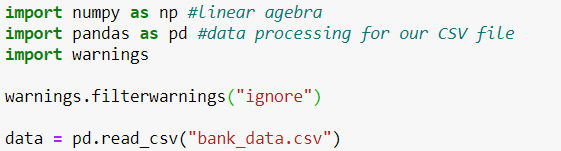 import numpy as np #linear agebra
import pandas as pd #data processing for our CSV file
import warnings
warnings.filterwarnings("ignore")
data = pd.read_csv("bank_data.csv")